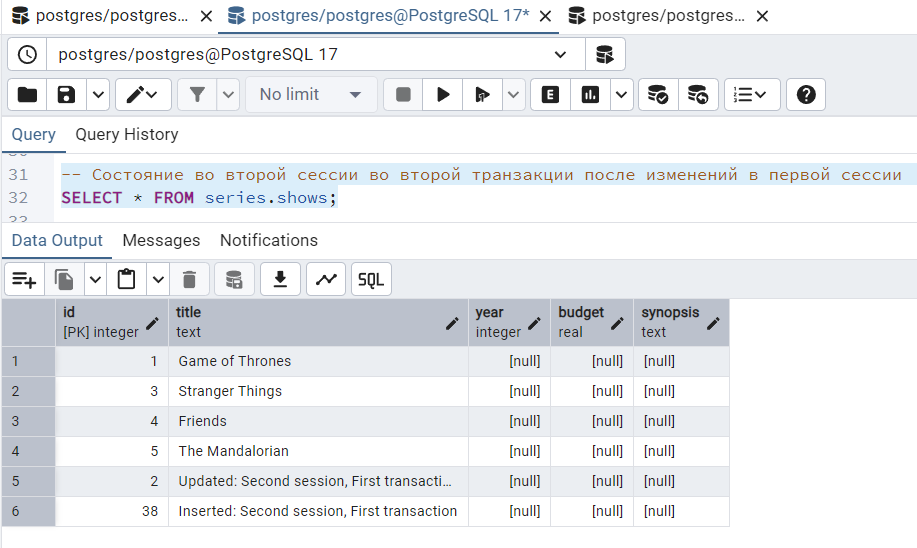 postgres/postgres... postgres/postgres@PostgreSQL 17* postgres/postgres...
postgres/postgres@PostgreSQL 17
No limit E
Query Query History
31 -- Состояние во второй сессии во второй транзакции после изменений в первой сессии
32 SELECT * FROM series.shows;
33
Data Output Messages Notifications
SQL
id title year budget synopsis
[PK] integer text integer real text
1 1 Game of Thrones [null] [null] [null]
2 3 Stranger Things [null] [null] [null]
3 4 Friends [null] [null] [null]
4 5 The Mandalorian [null] [null] [null]
5 2 Updated: Second session, First transacti... [null] [null] [null]
6 38 Inserted: Second session, First transaction [null] [null] [null]